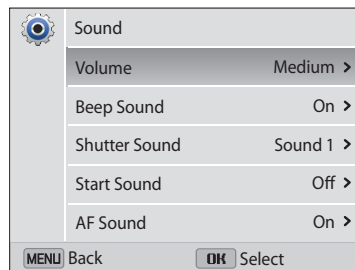 Sound
Volume Medium >
Beep Sound On >
Shutter Sound Sound 1 >
Start Sound Off >
AF Sound On >
MENU Back OK Select